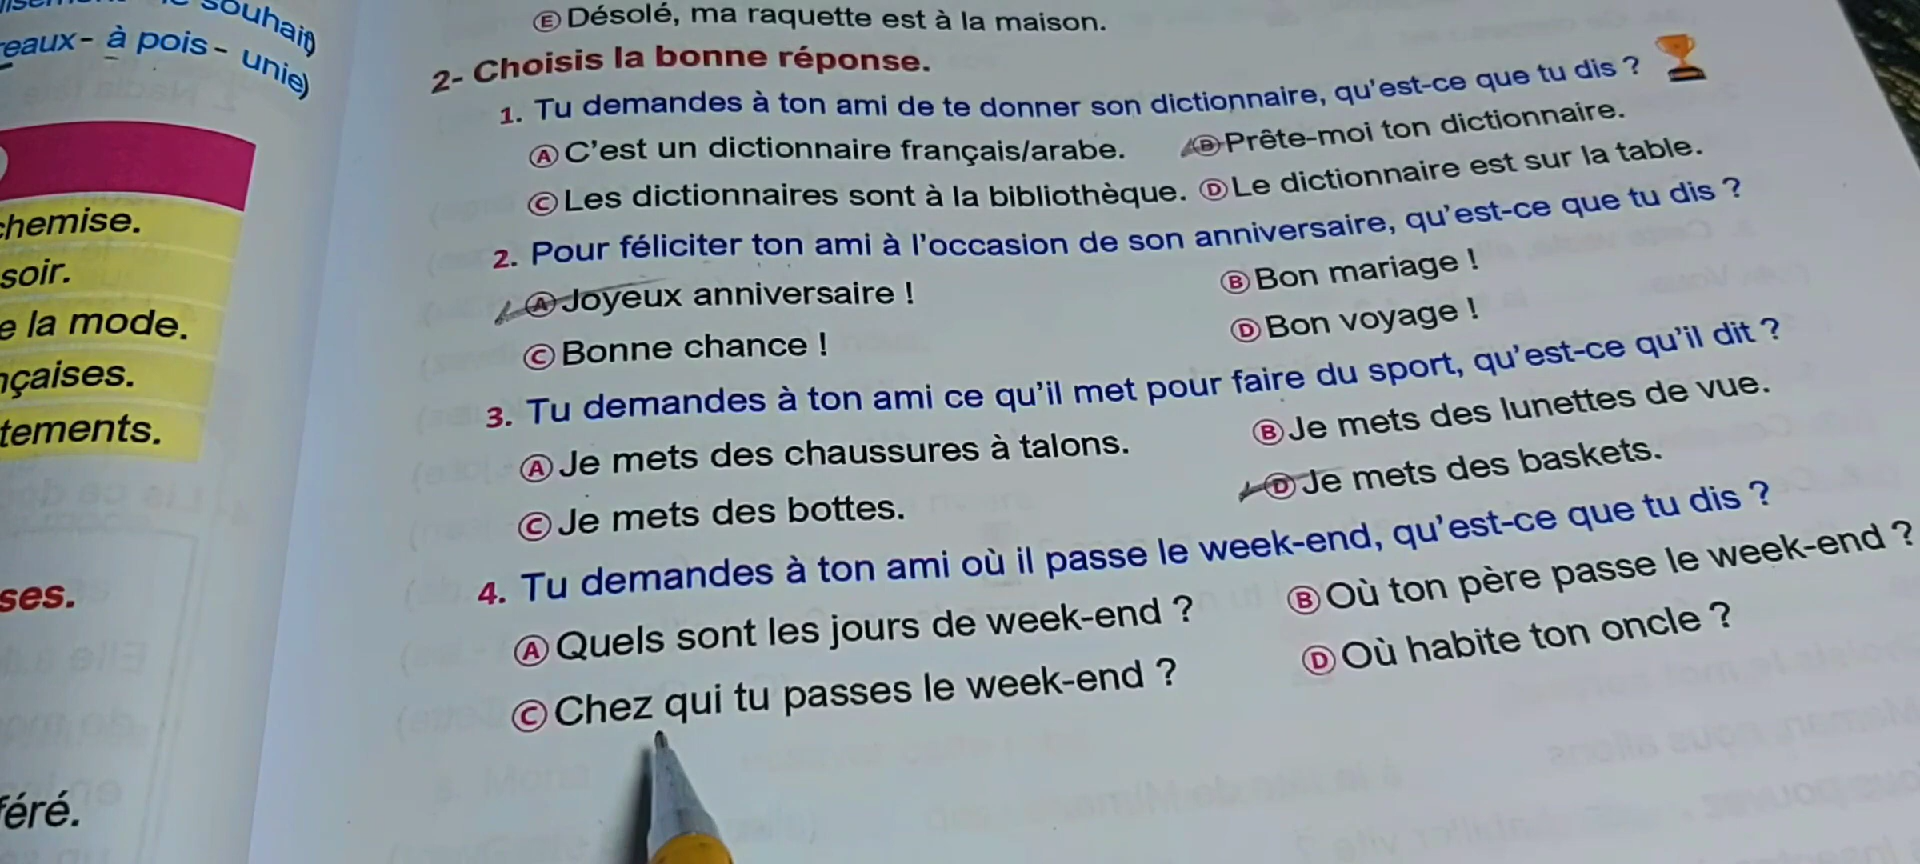 souhait)
eaux - à pois - unie)
chemise.
soir.
e la mode.
nçaises.
tements.
ses.
féré.
E Désolé, ma raquette est à la maison.
2- Choisis la bonne réponse.
1. Tu demandes à ton ami de te donner son dictionnaire, qu'est-ce que tu dis ?
A C'est un dictionnaire français/arabe. B Prête-moi ton dictionnaire.
C Les dictionnaires sont à la bibliothèque. D Le dictionnaire est sur la table.
2. Pour féliciter ton ami à l'occasion de son anniversaire, qu'est-ce que tu dis ?
A Joyeux anniversaire ! B Bon mariage !
C Bonne chance ! D Bon voyage !
3. Tu demandes à ton ami ce qu'il met pour faire du sport, qu'est-ce qu'il dit ?
A Je mets des chaussures à talons. B Je mets des lunettes de vue.
C Je mets des bottes. D Je mets des baskets.
4. Tu demandes à ton ami où il passe le week-end, qu'est-ce que tu dis ?
A Quels sont les jours de week-end ? B Où ton père passe le week-end ?
C Chez qui tu passes le week-end ? D Où habite ton oncle ?